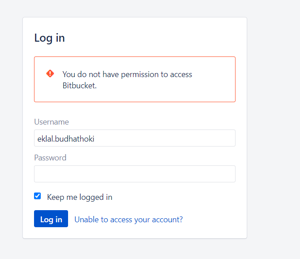 Log in
You do not have permission to access
Bitbucket.
Username
eklal.budhathoki
Password
Keep me logged in
Log in Unable to access your account?